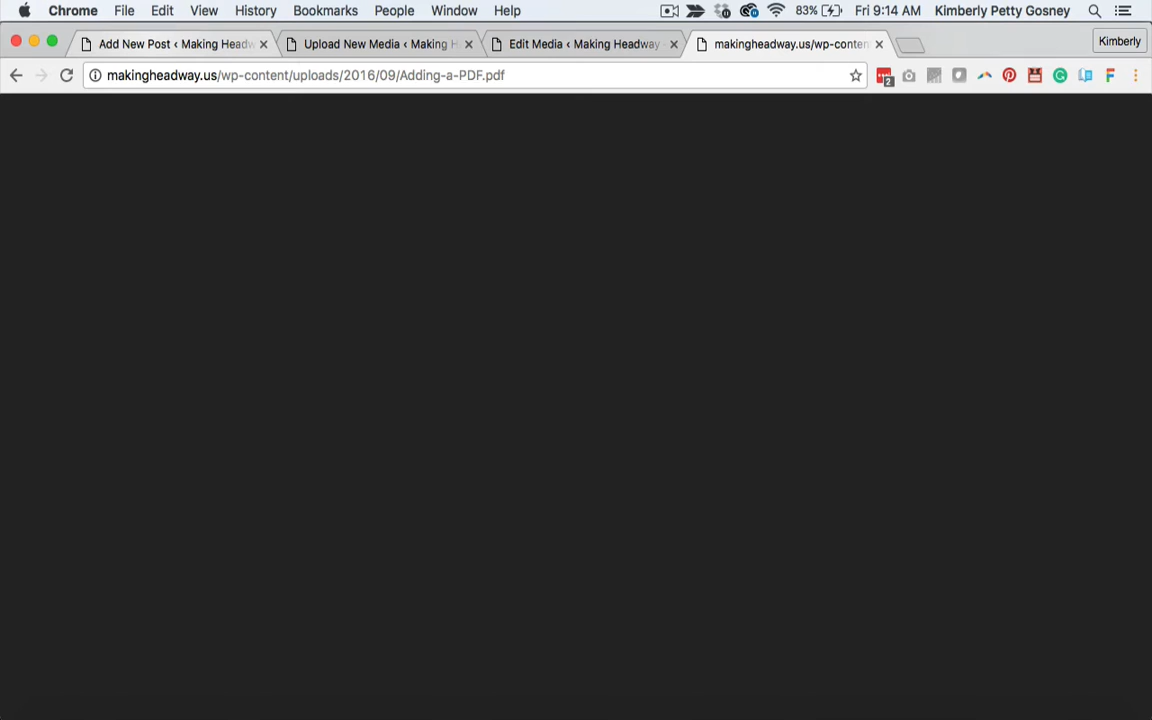 Chrome File Edit View History Bookmarks People Window Help 83% Fri 9:14 AM Kimberly Petty Gosney
Add New Post ‹ Making Headw Upload New Media ‹ Making H Edit Media ‹ Making Headway makingheadway.us/wp-conten Kimberly
makingheadway.us/wp-content/uploads/2016/09/Adding-a-PDF.pdf 2 F